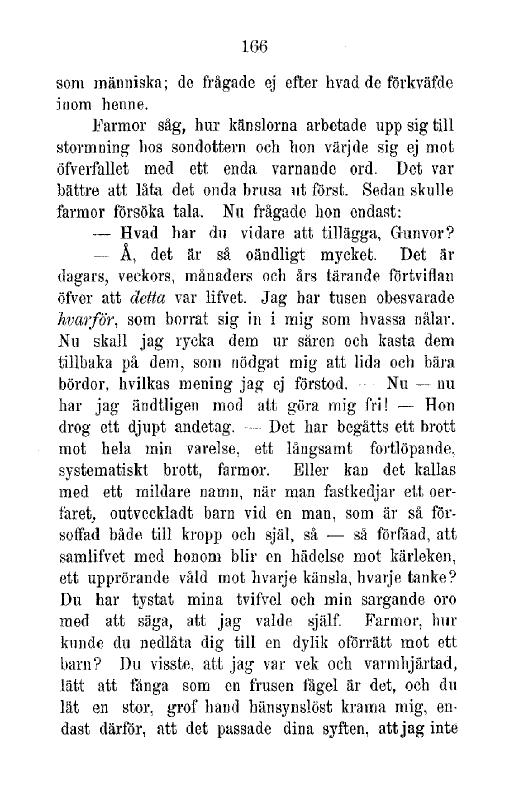 166
som människa; de frågade ej efter hvad de förkväfde
inom henne.
Farmor såg, hur känslorna arbetade upp sig till
stormning hos sondottern och hon värjde sig ej mot
öfverfallet med ett enda varnande ord. Det var
bättre att låta det onda brusa ut först. Sedan skulle
farmor försöka tala. Nu frågade hon endast:
— Hvad har du vidare att tillägga, Gunvor?
— Å, det är så oändligt mycket. Det är
dagars, veckors, månaders och års tärande förtviflan
öfver att detta var lifvet. Jag har tusen obesvarade
hvarför, som borrat sig in i mig som hvassa nålar.
Nu skall jag rycka dem ur såren och kasta dem
tillbaka på dem, som nödgat mig att lida och bära
bördor, hvilkas mening jag ej förstod. — Nu — nu
har jag ändtligen mod att göra mig fri! — Hon
drog ett djupt andetag. — Det har begåtts ett brott
mot hela min varelse, ett långsamt fortlöpande,
systematiskt brott, farmor. Eller kan det kallas
med ett mildare namn, när man fastkedjar ett oer-
faret, outveckladt barn vid en man, som är så för-
soffad både till kropp och själ, så — så förfäad, att
samlifvet med honom blir en hädelse mot kärleken,
ett upprörande våld mot hvarje känsla, hvarje tanke?
Du har tystat mina tvifvel och min sargande oro
med att säga, att jag valde själf. Farmor, hur
kunde du nedlåta dig till en dylik oförrätt mot ett
barn? Du visste, att jag var vek och varmhjärtad,
lätt att fånga som en frusen fågel är det, och du
lät en stor, grof hand hänsynslöst krama mig, en-
dast därför, att det passade dina syften, att jag inte